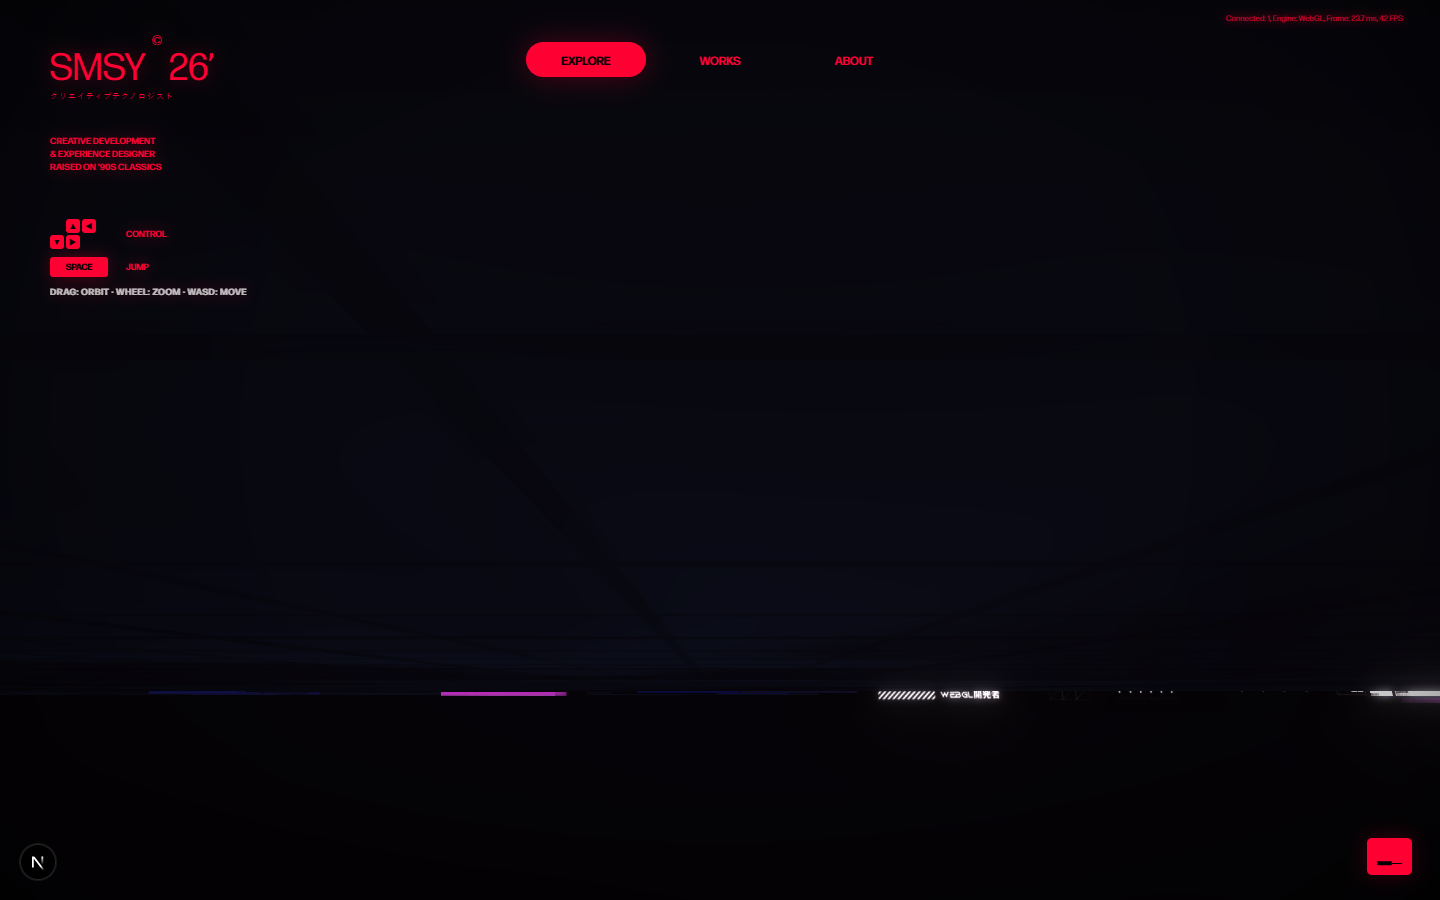 Connected: 1, Engine: WebGL, Frame: 23.7 ms, 42 FPS
SMSY © 26’
クリエイティブテクノロジスト
EXPLORE
WORKS
ABOUT
CREATIVE DEVELOPMENT
& EXPERIENCE DESIGNER
RAISED ON '90S CLASSICS
CONTROL
SPACE
JUMP
DRAG: ORBIT · WHEEL: ZOOM · WASD: MOVE
WEBGL開発者
N